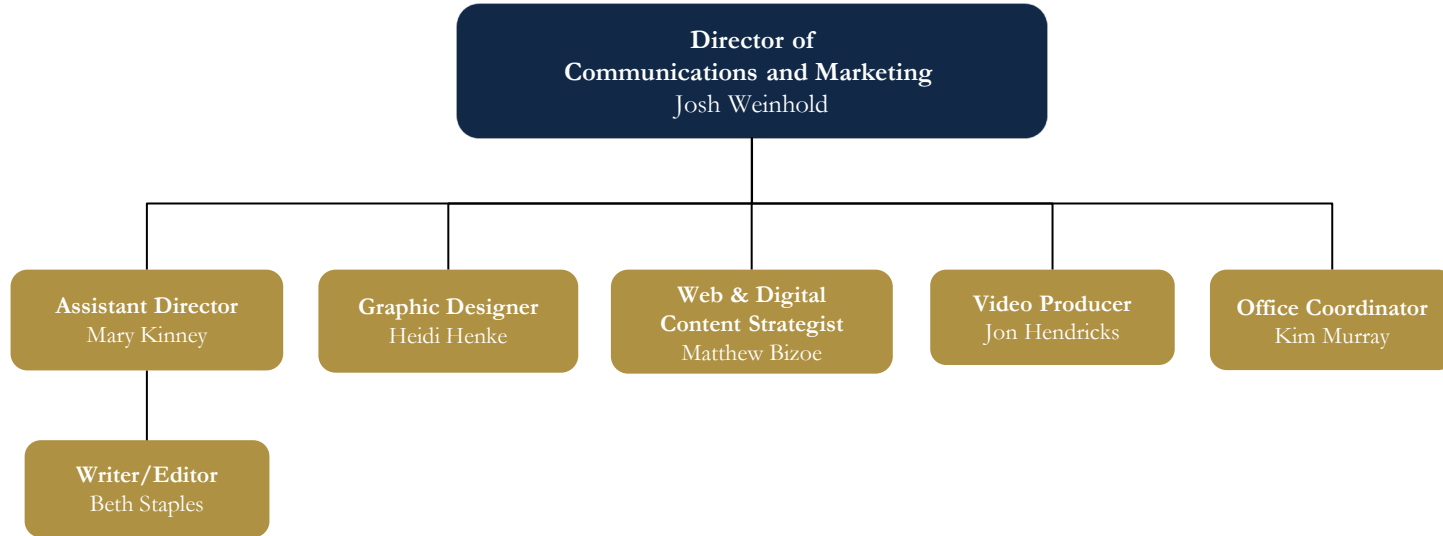 Director of
Communications and Marketing
Josh Weinhold
Assistant Director
Mary Kinney
Graphic Designer
Heidi Henke
Web & Digital
Content Strategist
Matthew Bizoe
Video Producer
Jon Hendricks
Office Coordinator
Kim Murray
Writer/Editor
Beth Staples